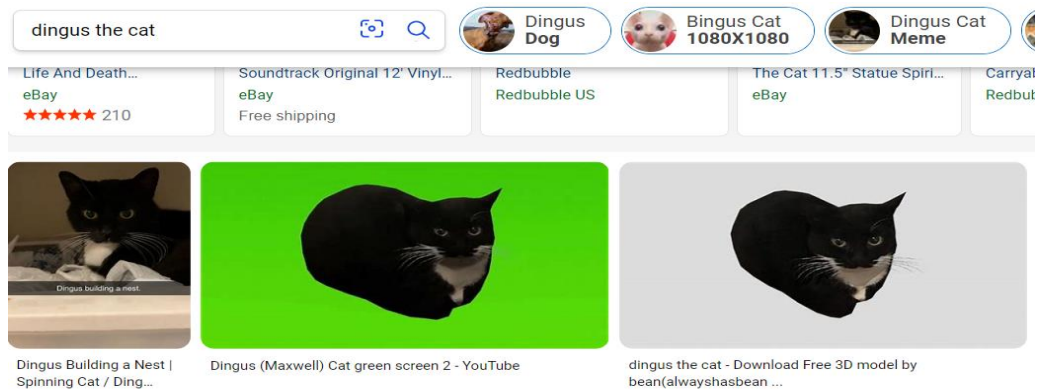 dingus the cat
Dingus
Dog
Bingus Cat
1080X1080
Dingus Cat
Meme
Life And Death...
eBay
210
Soundtrack Original 12' Vinyl...
eBay
Free shipping
Redbubble
Redbubble US
The Cat 11.5" Statue Spiri...
eBay
Dingus building a nest.
Dingus Building a Nest |
Spinning Cat / Ding...
Dingus (Maxwell) Cat green screen 2 - YouTube
dingus the cat - Download Free 3D model by
bean(alwayshasbean ...